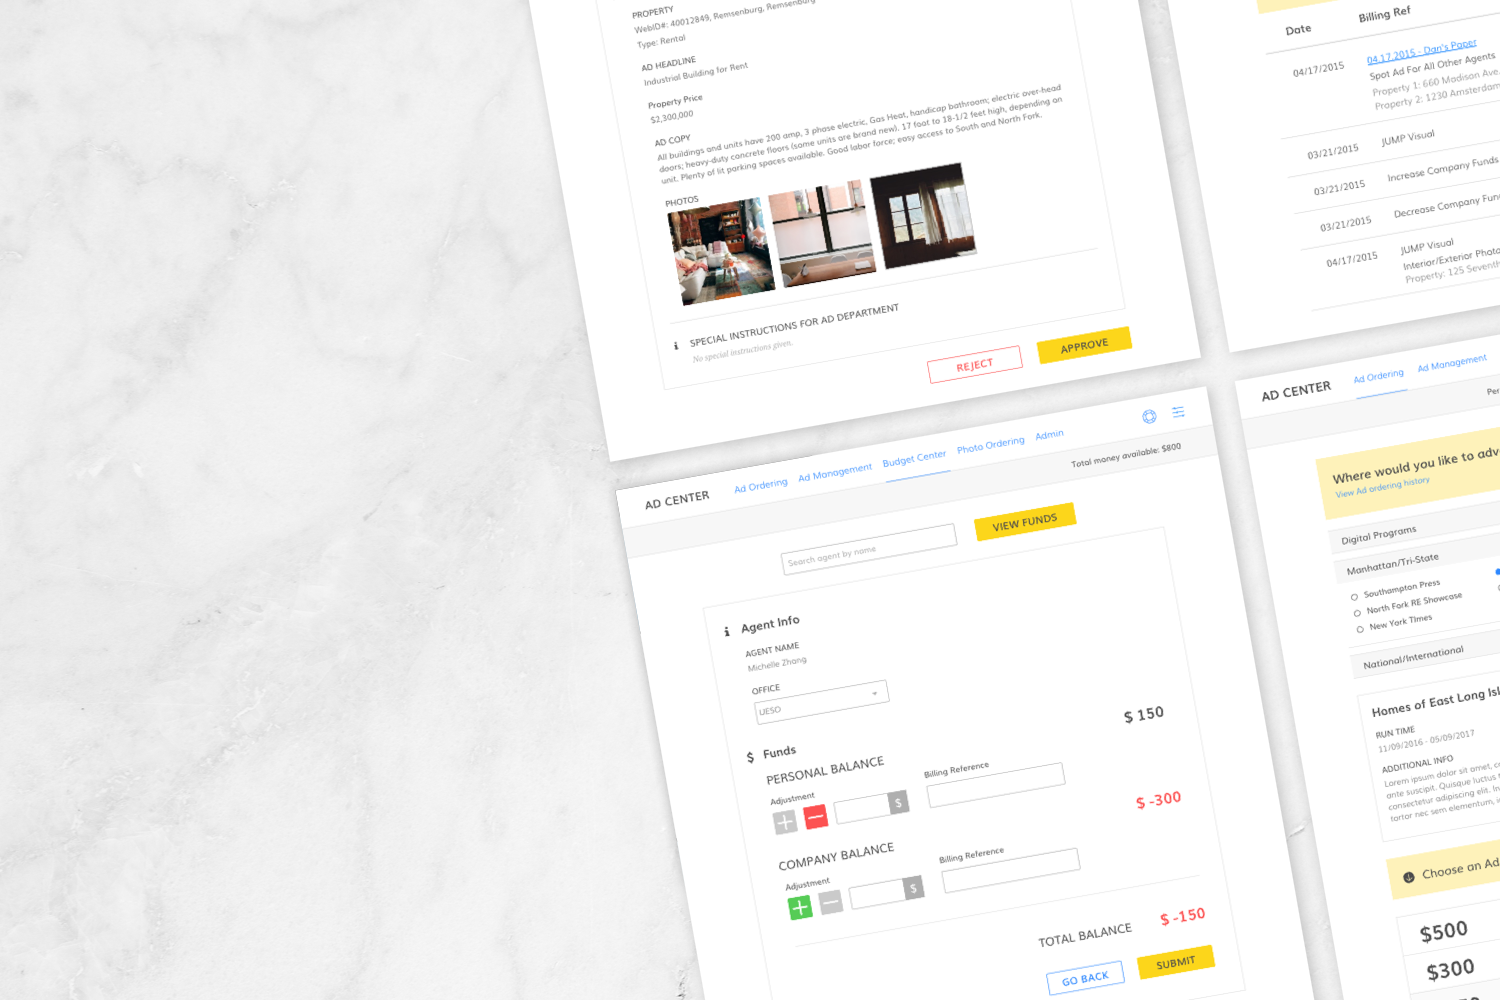 PROPERTY
WebID#: 40012849, Remsenburg, Remsenburg
Type: Rental
AD HEADLINE
Industrial Building for Rent
Property Price
$2,300,000
AD COPY
All buildings and units have 200 amp, 3 phase electric, Gas Heat, handicap bathroom; electric over-head
doors; heavy-duty concrete floors (some units are brand new). 17 foot to 18-1/2 feet high, depending on
unit. Plenty of lit parking spaces available. Good labor force; easy access to South and North Fork.
PHOTOS
SPECIAL INSTRUCTIONS FOR AD DEPARTMENT
No special instructions given.
REJECT
APPROVE
Date
Billing Ref
04/17/2015
04.17.2015 - Dan's Paper
Spot Ad For All Other Agents
Property 1: 660 Madison Ave.
Property 2: 1230 Amsterdam
03/21/2015
JUMP Visual
03/21/2015
Increase Company Funds
03/21/2015
Decrease Company Fun
04/17/2015
JUMP Visual
Interior/Exterior Photo
Property: 125 Seventh
AD CENTER
Ad Ordering
Ad Management
Budget Center
Photo Ordering
Admin
Total money available: $800
Search agent by name
VIEW FUNDS
Agent Info
AGENT NAME
Michelle Zhang
OFFICE
UESO
$ Funds
PERSONAL BALANCE
$ 150
Adjustment
$
Billing Reference
$ -300
COMPANY BALANCE
Adjustment
$
Billing Reference
TOTAL BALANCE
$ -150
GO BACK
SUBMIT
AD CENTER
Ad Ordering
Ad Management
Per
Where would you like to adv
View Ad ordering history
Digital Programs
Manhattan/Tri-State
Southampton Press
North Fork RE Showcase
New York Times
National/International
Homes of East Long Isl
RUN TIME
11/09/2016 - 05/09/2017
ADDITIONAL INFO
Lorem ipsum dolor sit amet, c
ante suscipit. Quisque luctus
consectetur adipiscing elit. In
tortor nec sem elementum, i
Choose an Ad
$500
$300